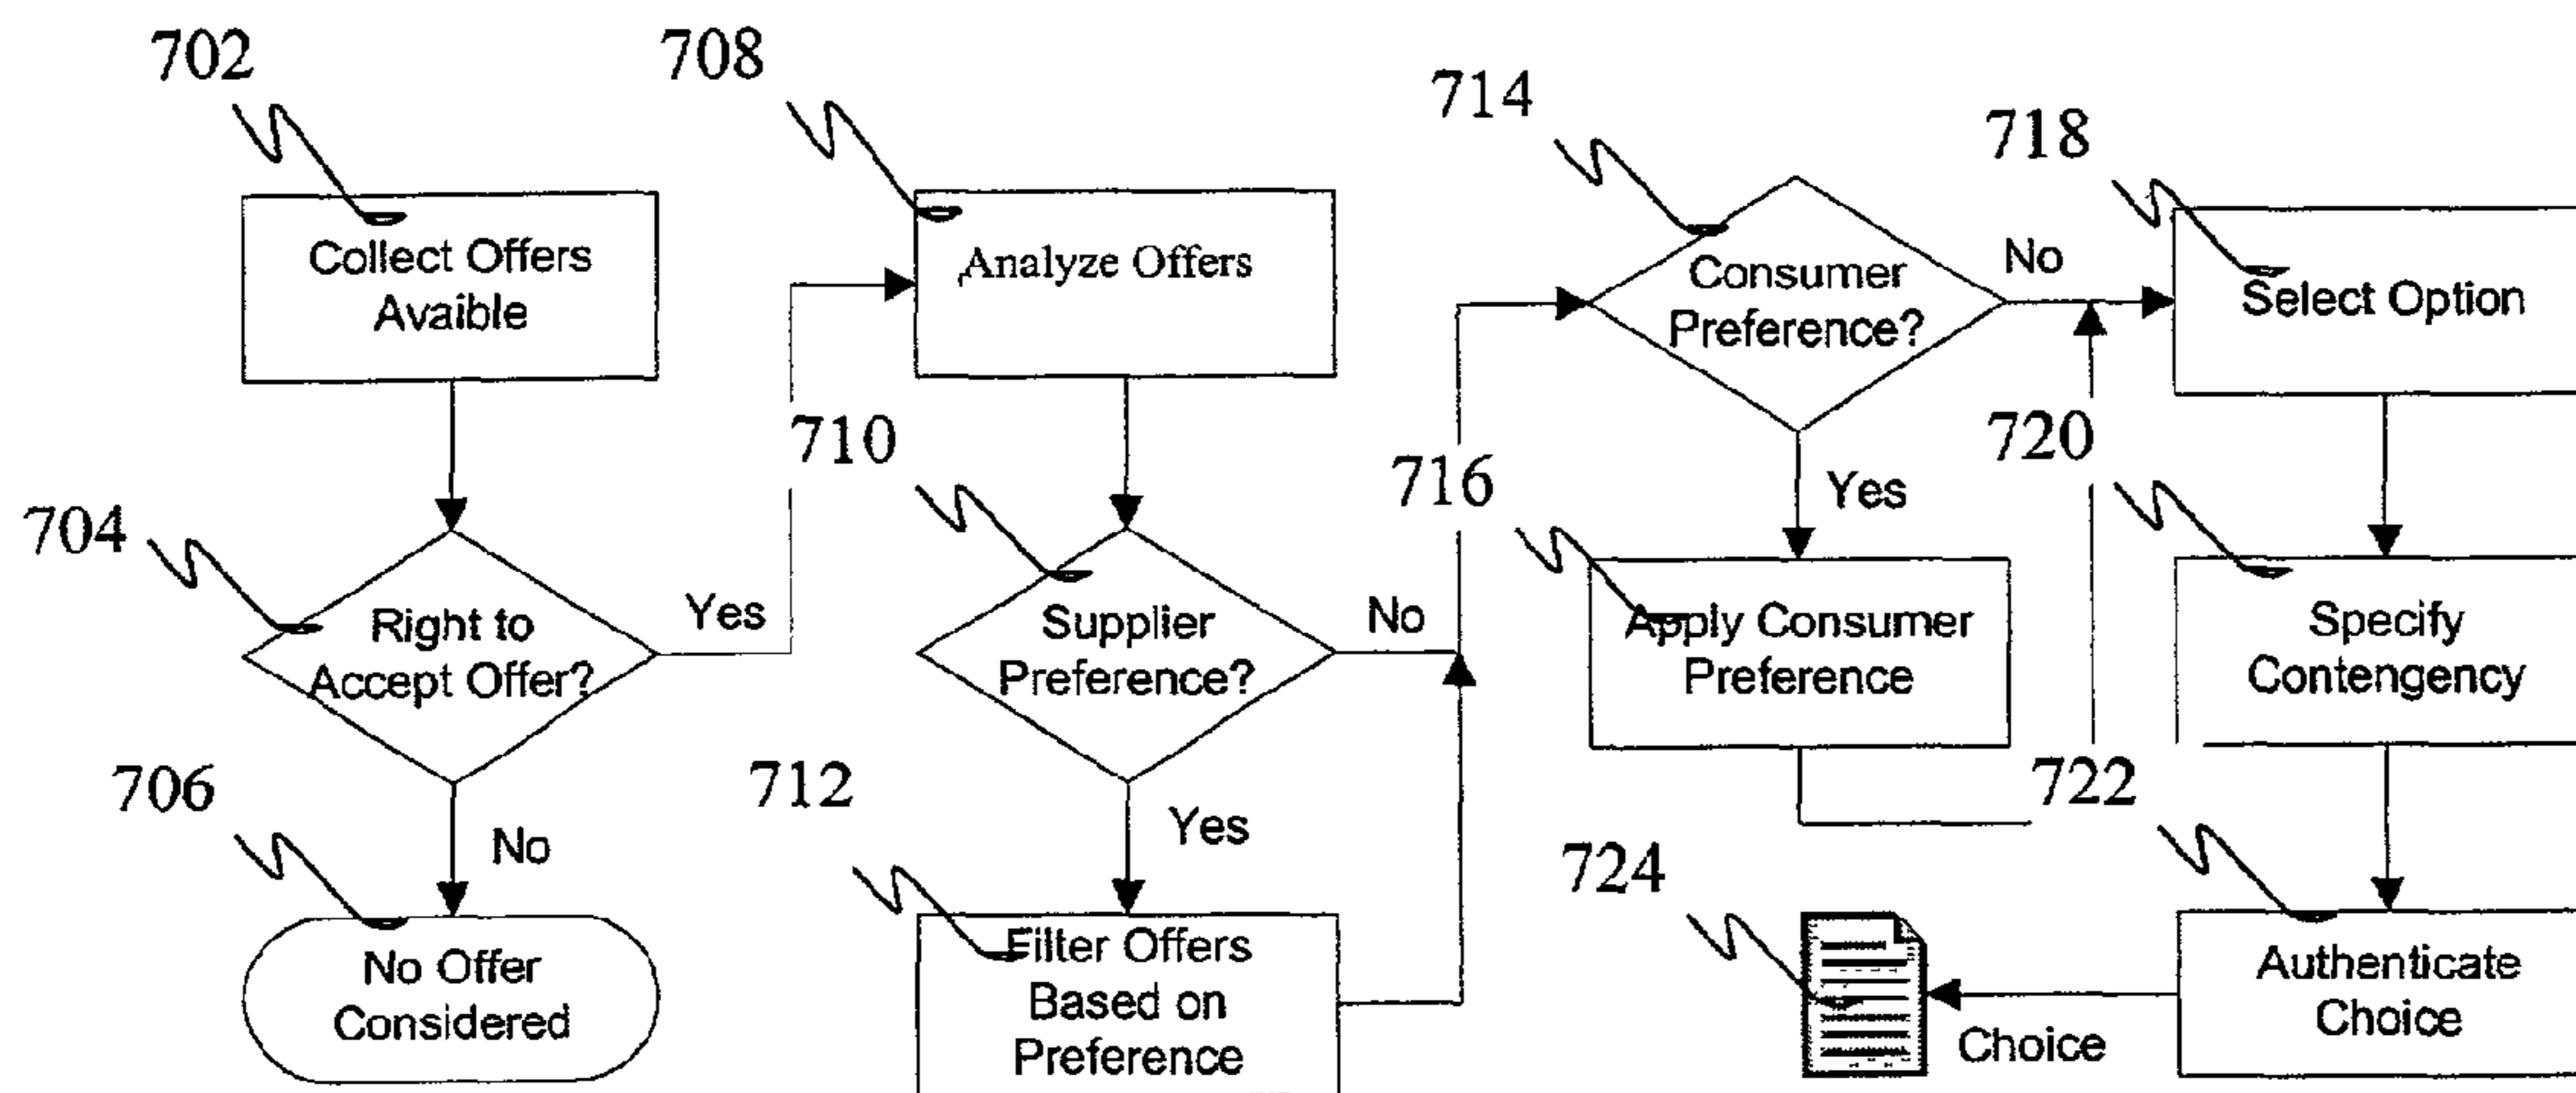 702
Collect Offers
Avaible
704
Right to
Accept Offer?
Yes
No
706
No Offer
Considered
708
Analyze Offers
710
Supplier
Preference?
No
Yes
712
Filter Offers
Based on
Preference
714
Consumer
Preference?
No
Yes
716
Apply Consumer
Preference
718
Select Option
720
Specify
Contengency
722
Authenticate
Choice
Choice
724